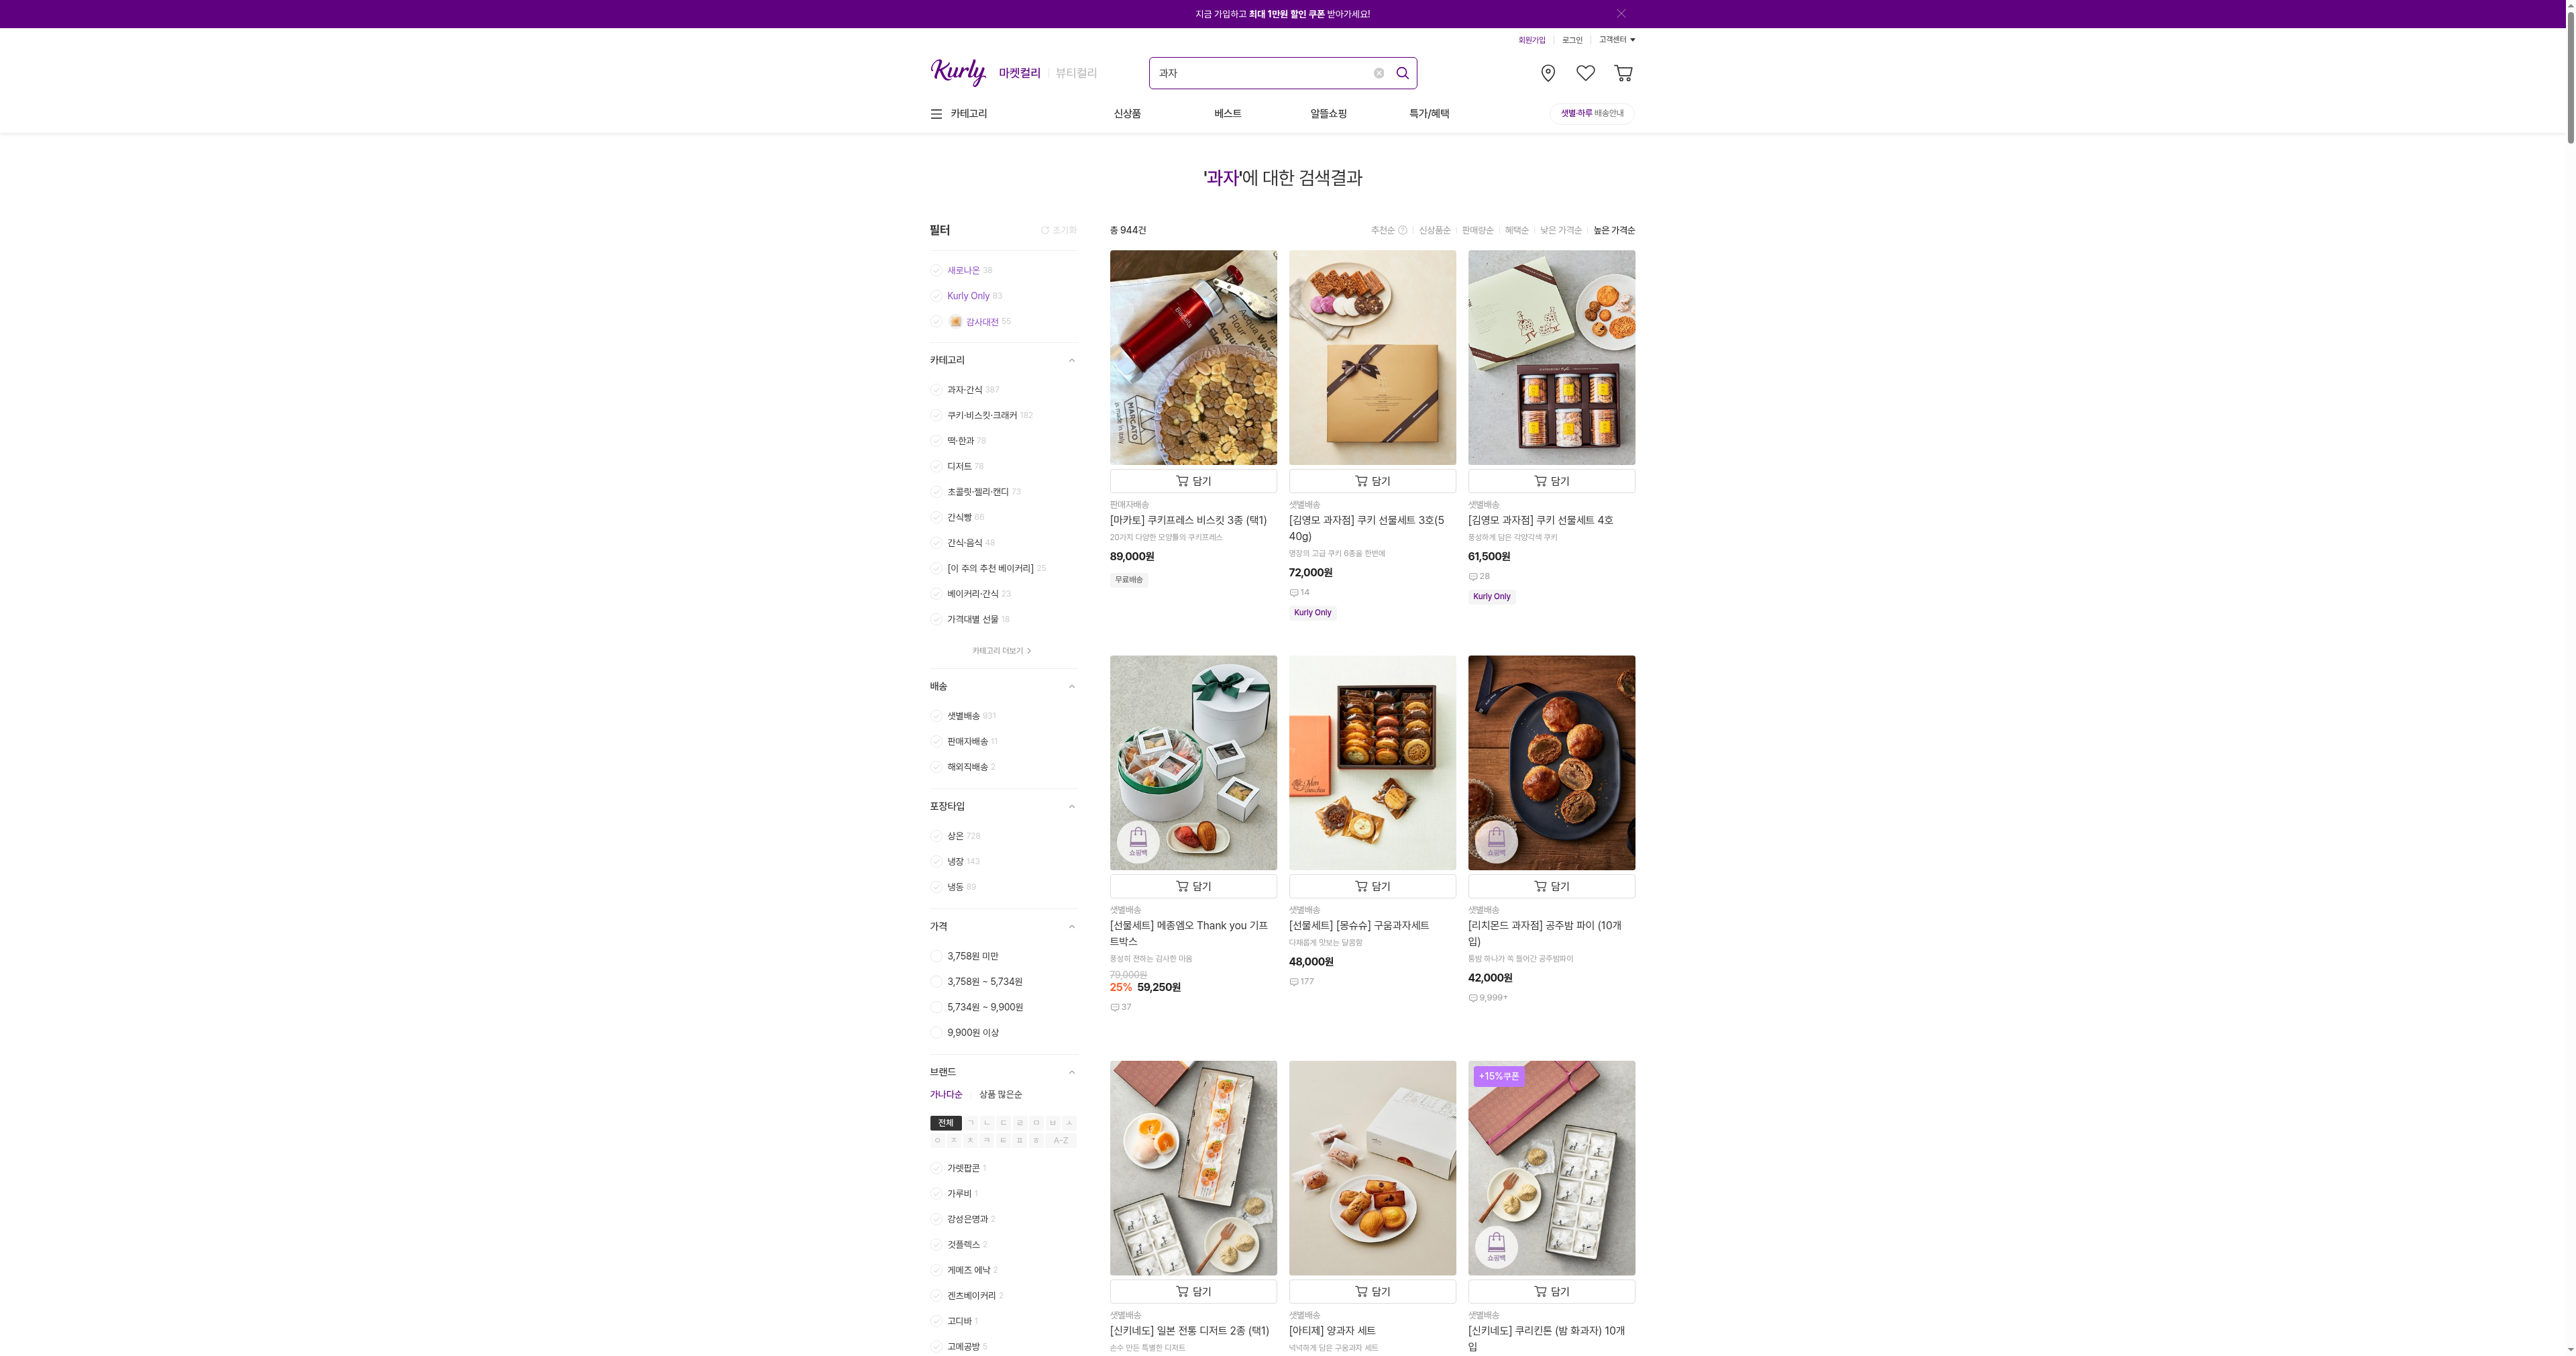 지금 가입하고 최대 1만원 할인 쿠폰 받아가세요!
회원가입 로그인 고객센터
Kurly 마켓컬리 뷰티컬리
과자
카테고리 신상품 베스트 알뜰쇼핑 특가/혜택 샛별·하루 배송안내
'과자'에 대한 검색결과
필터 초기화
새로나온 38
Kurly Only 83
감사대전 55
카테고리
과자·간식 387
쿠키·비스킷·크래커 182
떡·한과 78
디저트 78
초콜릿·젤리·캔디 73
간식빵 66
간식·음식 48
[이 주의 추천 베이커리] 25
베이커리·간식 23
가격대별 선물 18
카테고리 더보기
배송
샛별배송 931
판매자배송 11
해외직배송 2
포장타입
상온 728
냉장 143
냉동 89
가격
3,758원 미만
3,758원 ~ 5,734원
5,734원 ~ 9,900원
9,900원 이상
브랜드
가나다순 상품 많은순
전체 ㄱ ㄴ ㄷ ㄹ ㅁ ㅂ ㅅ
ㅇ ㅈ ㅊ ㅋ ㅌ ㅍ ㅎ A-Z
가렛팝콘 1
가루비 1
감성은명과 2
것플렉스 2
게메즈 에낙 2
겐츠베이커리 2
고디바 1
고메공방 5
총 944건 추천순 신상품순 판매량순 혜택순 낮은 가격순 높은 가격순
담기 담기 담기
판매자배송
[마카토] 쿠키프레스 비스킷 3종 (택1)
20가지 다양한 모양틀의 쿠키프레스
89,000원
무료배송
샛별배송
[김영모 과자점] 쿠키 선물세트 3호(5
40g)
명장의 고급 쿠키 6종을 한번에
72,000원
14
Kurly Only
샛별배송
[김영모 과자점] 쿠키 선물세트 4호
풍성하게 담은 각양각색 쿠키
61,500원
28
Kurly Only
쇼핑백 쇼핑백
담기 담기 담기
샛별배송
[선물세트] 메종엠오 Thank you 기프
트박스
풍성히 전하는 감사한 마음
79,000원
25% 59,250원
37
샛별배송
[선물세트] [몽슈슈] 구움과자세트
다채롭게 맛보는 달콤함
48,000원
177
샛별배송
[리치몬드 과자점] 공주밤 파이 (10개
입)
통밤 하나가 쏙 들어간 공주밤파이
42,000원
9,999+
+15%쿠폰
쇼핑백
담기 담기 담기
샛별배송
[신키네도] 일본 전통 디저트 2종 (택1)
손수 만든 특별한 디저트
샛별배송
[아티제] 양과자 세트
넉넉하게 담은 구움과자 세트
샛별배송
[신키네도] 쿠리킨톤 (밤 화과자) 10개
입